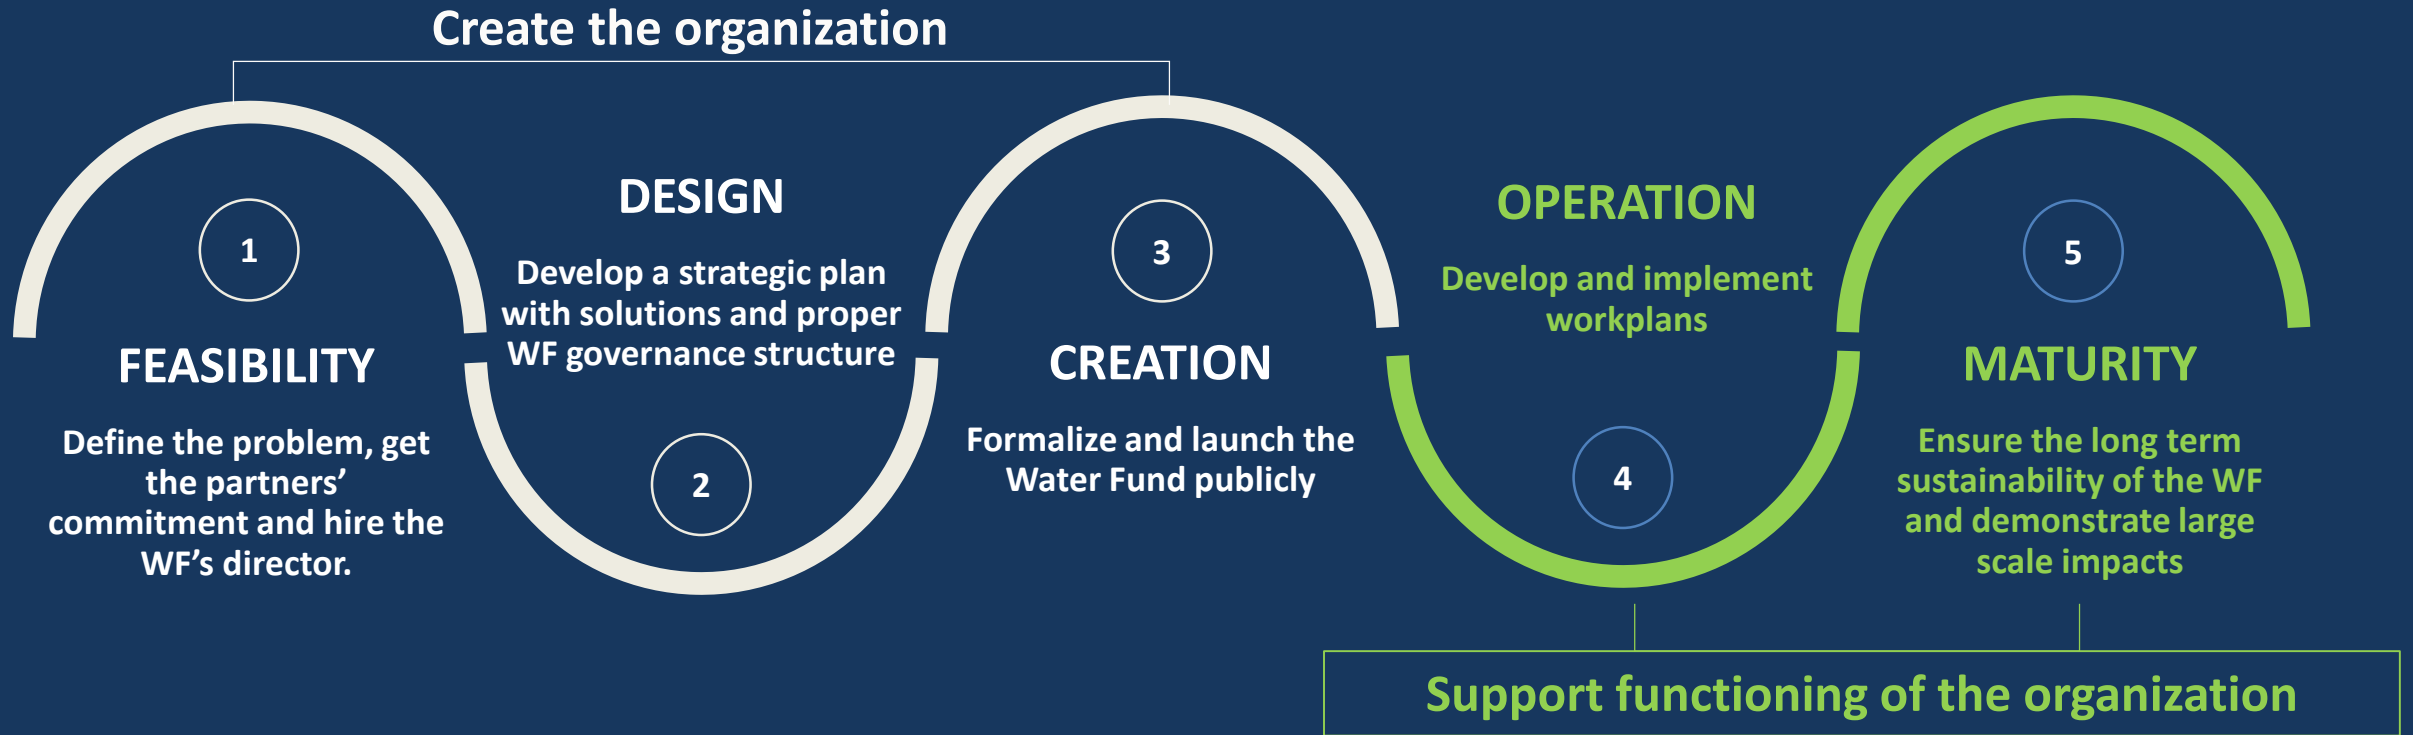 Create the organization
1
FEASIBILITY
Define the problem, get
the partners’
commitment and hire the
WF’s director.
DESIGN
Develop a strategic plan
with solutions and proper
WF governance structure
2
3
CREATION
Formalize and launch the
Water Fund publicly
OPERATION
Develop and implement
workplans
4
5
MATURITY
Ensure the long term
sustainability of the WF
and demonstrate large
scale impacts
Support functioning of the organization